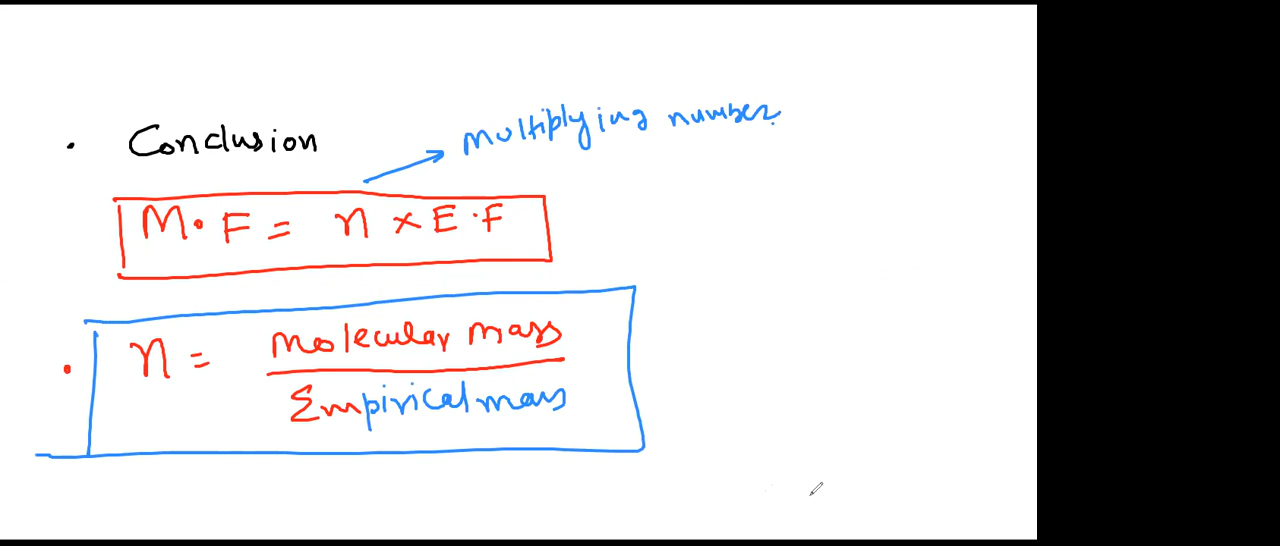 • Conclusion
multiplying number.
M.F = n × E.F
• n = molecular mass
Empirical mass